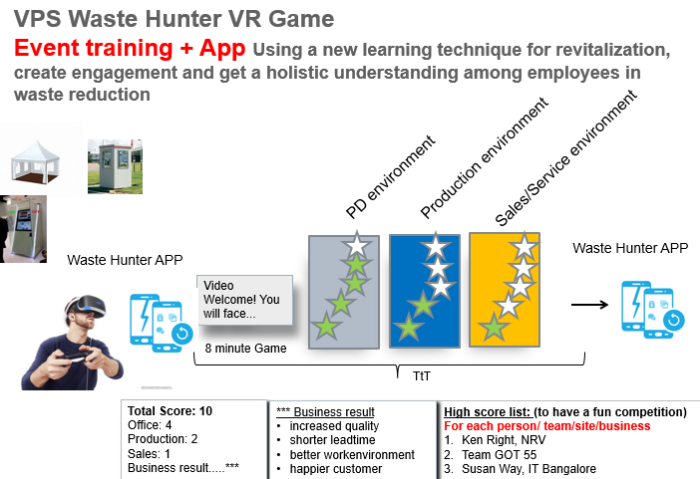 VPS Waste Hunter VR Game
Event training + App Using a new learning technique for revitalization,
create engagement and get a holistic understanding among employees in
waste reduction
PD environment
Production environment
Sales/Service environment
Waste Hunter APP
Waste Hunter APP
Video
Welcome! You
will face...
8 minute Game
TtT
Total Score: 10
Office: 4
Production: 2
Sales: 1
Business result.....***
*** Business result
• increased quality
• shorter leadtime
• better workenvironment
• happier customer
High score list: (to have a fun competition)
For each person/ team/site/business
1. Ken Right, NRV
2. Team GOT 55
3. Susan Way, IT Bangalore